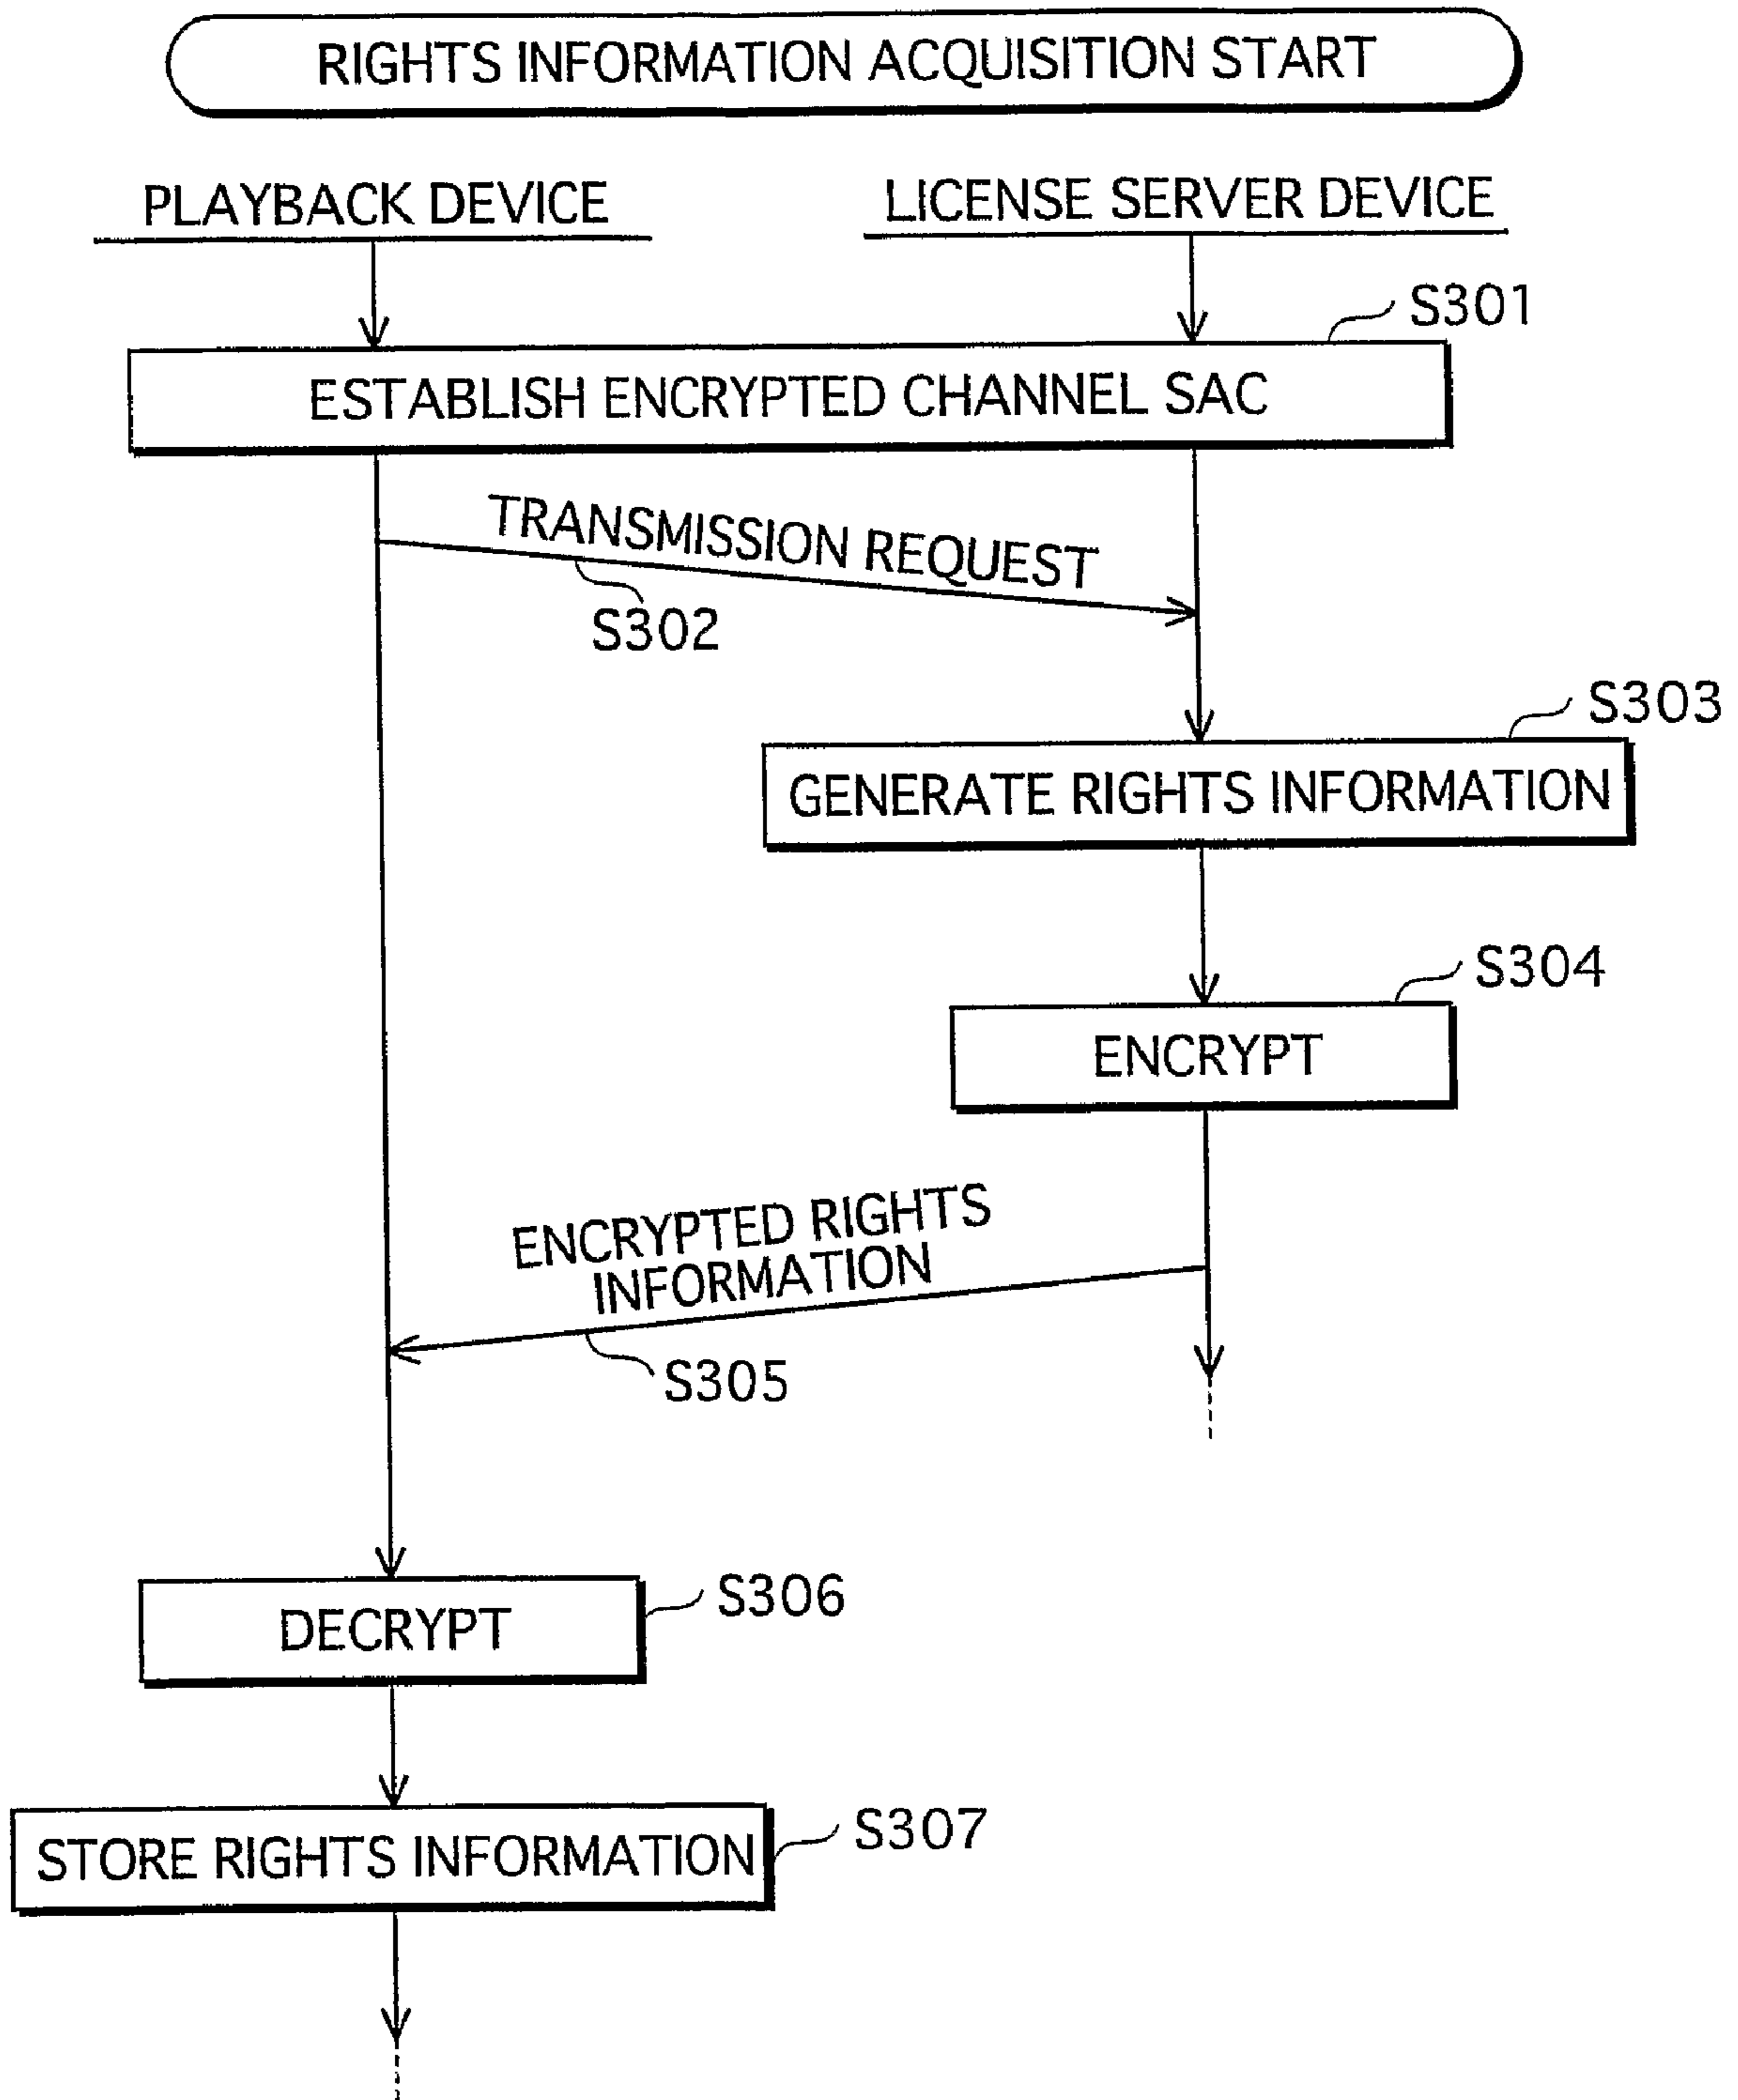 RIGHTS INFORMATION ACQUISITION START
PLAYBACK DEVICE
LICENSE SERVER DEVICE
S301
ESTABLISH ENCRYPTED CHANNEL SAC
TRANSMISSION REQUEST
S302
S303
GENERATE RIGHTS INFORMATION
S304
ENCRYPT
ENCRYPTED RIGHTS
INFORMATION
S305
S306
DECRYPT
S307
STORE RIGHTS INFORMATION